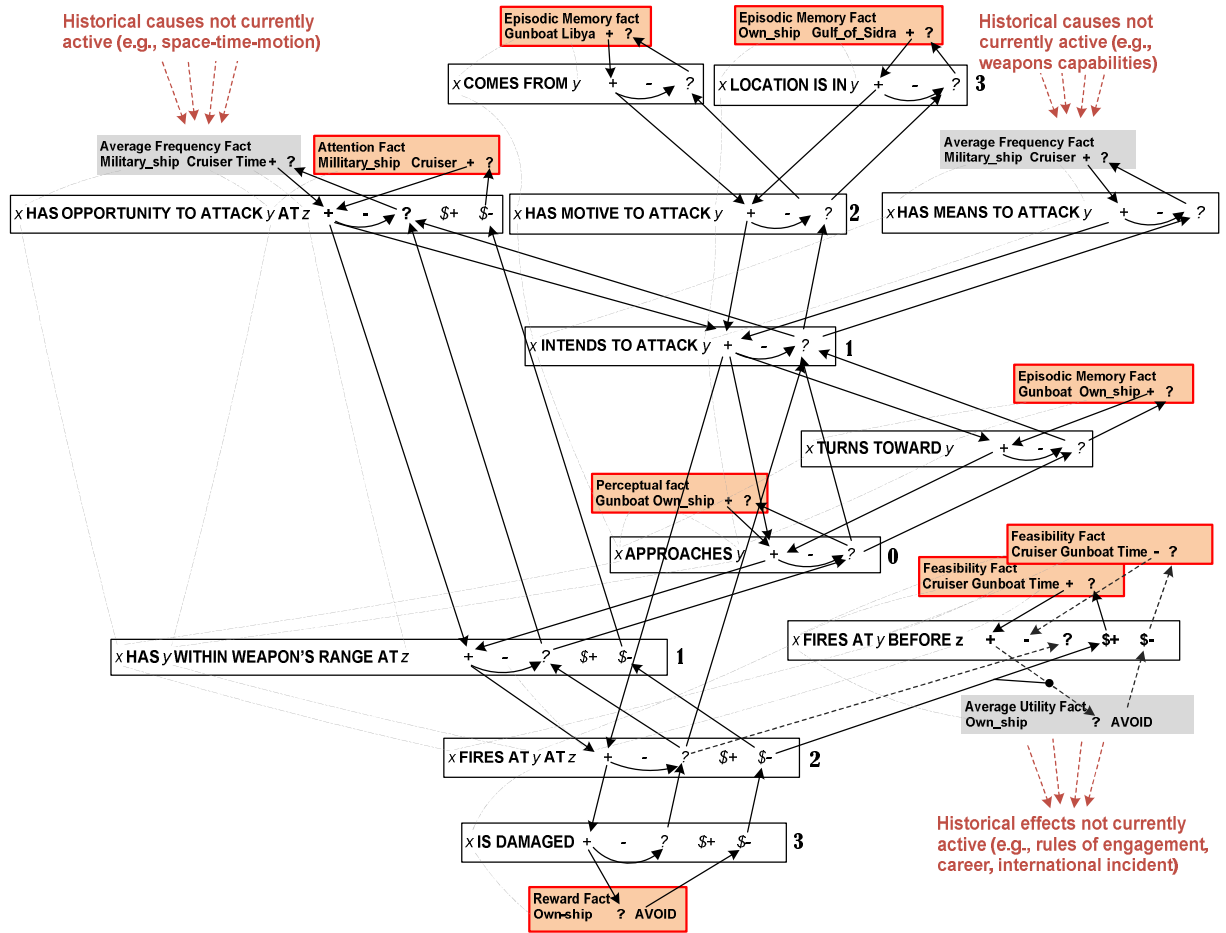 Historical causes not currently
active (e.g., space-time-motion)
Episodic Memory fact
Gunboat Libya + ?
Episodic Memory Fact
Own_ship Gulf_of_Sidra + ?
Historical causes not
currently active (e.g.,
weapons capabilities)
x COMES FROM y + - ?
x LOCATION IS IN y + - ? 3
Average Frequency Fact
Military_ship Cruiser Time + ?
Attention Fact
Millitary_ship Cruiser + ?
Average Frequency Fact
Military_ship Cruiser + ?
x HAS OPPORTUNITY TO ATTACK y AT z + - ? $+ $-
x HAS MOTIVE TO ATTACK y + - ? 2
x HAS MEANS TO ATTACK y + - ?
x INTENDS TO ATTACK y + - ? 1
Episodic Memory Fact
Gunboat Own_ship + ?
x TURNS TOWARD y + - ?
Perceptual fact
Gunboat Own_ship + ?
x APPROACHES y + - ? 0
Feasibility Fact
Cruiser Gunboat Time - ?
Feasibility Fact
Cruiser Gunboat Time + ?
x FIRES AT y BEFORE z + - ? $+ $-
x HAS y WITHIN WEAPON'S RANGE AT z + - ? $+ $- 1
Average Utility Fact
Own_ship ? AVOID
x FIRES AT y AT z + - ? $+ $- 2
x IS DAMAGED + - ? $+ $- 3
Historical effects not currently
active (e.g., rules of engagement,
career, international incident)
Reward Fact
Own-ship ? AVOID